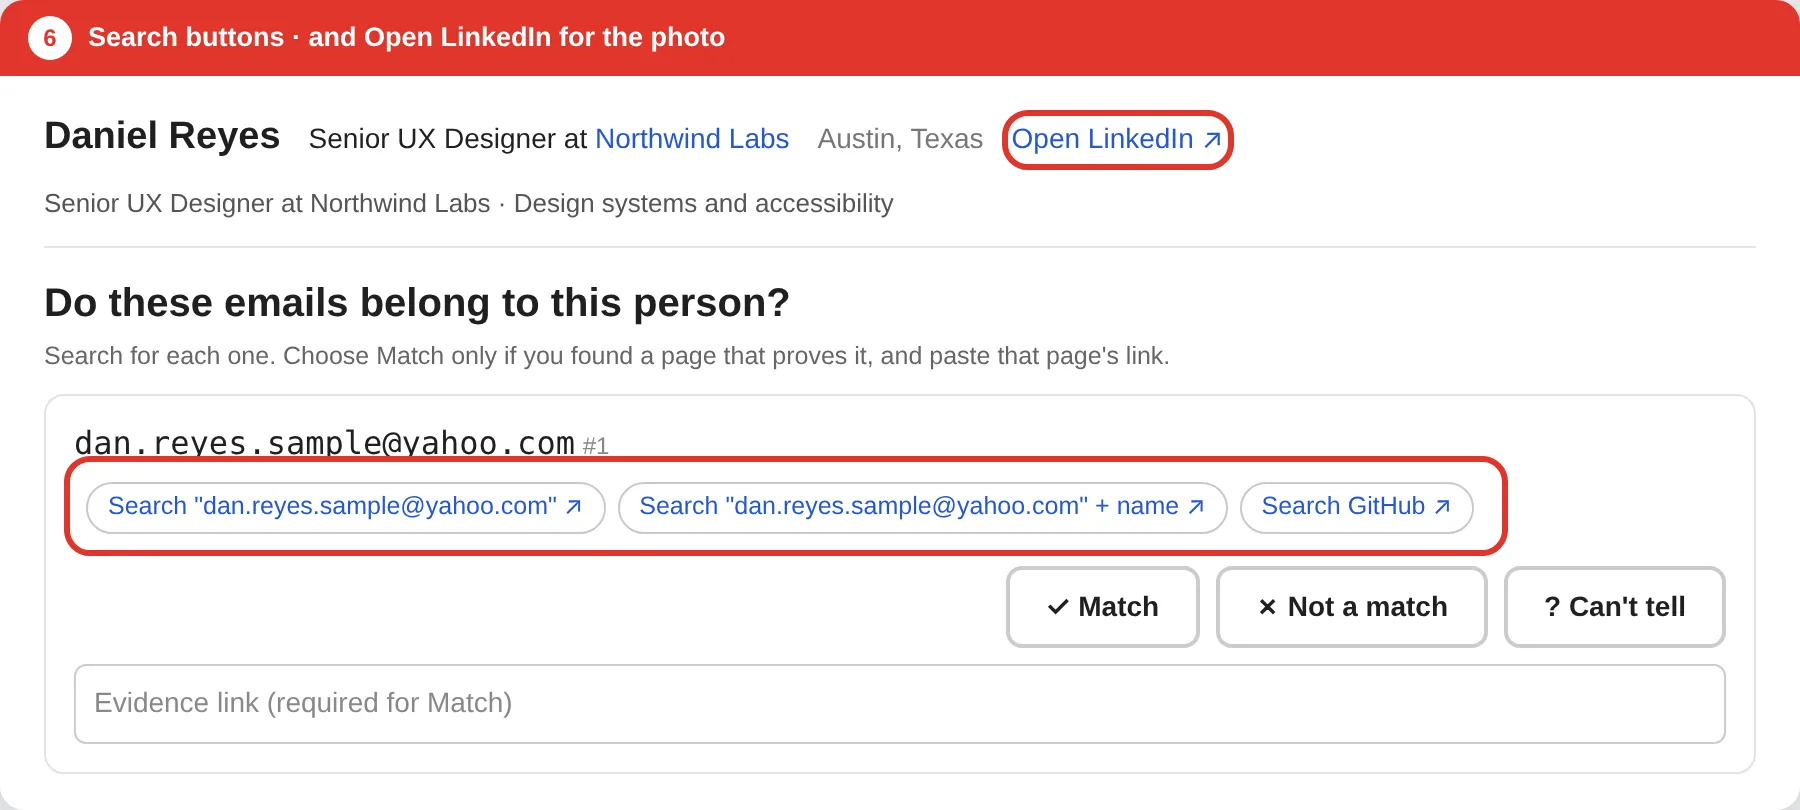 6 Search buttons · and Open LinkedIn for the photo
Daniel Reyes Senior UX Designer at Northwind Labs Austin, Texas Open LinkedIn ↗
Senior UX Designer at Northwind Labs · Design systems and accessibility
Do these emails belong to this person?
Search for each one. Choose Match only if you found a page that proves it, and paste that page's link.
dan.reyes.sample@yahoo.com #1
Search "dan.reyes.sample@yahoo.com" ↗ Search "dan.reyes.sample@yahoo.com" + name ↗ Search GitHub ↗
✓ Match ✕ Not a match ? Can't tell
Evidence link (required for Match)